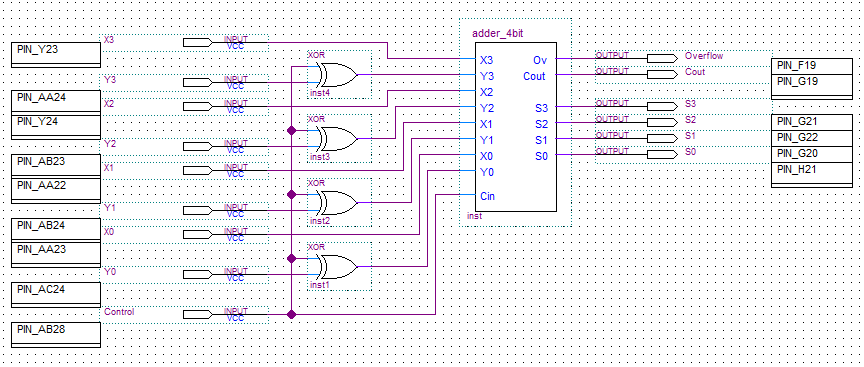 adder_4bit
X3
INPUT
VCC
PIN_Y23
XOR
inst4
Y3
INPUT
VCC
PIN_AA24
X2
INPUT
VCC
PIN_Y24
XOR
inst3
Y2
INPUT
VCC
PIN_AB23
X1
INPUT
VCC
PIN_AA22
XOR
inst2
Y1
INPUT
VCC
PIN_AB24
X0
INPUT
VCC
PIN_AA23
XOR
inst1
Y0
INPUT
VCC
PIN_AC24
Control
INPUT
VCC
PIN_AB28
X3 Ov
Y3 Cout
X2
Y2 S3
X1 S2
Y1 S1
X0 S0
Y0
Cin
inst
OUTPUT Overflow
PIN_F19
OUTPUT Cout
PIN_G19
OUTPUT S3
PIN_G21
OUTPUT S2
PIN_G22
OUTPUT S1
PIN_G20
OUTPUT S0
PIN_H21